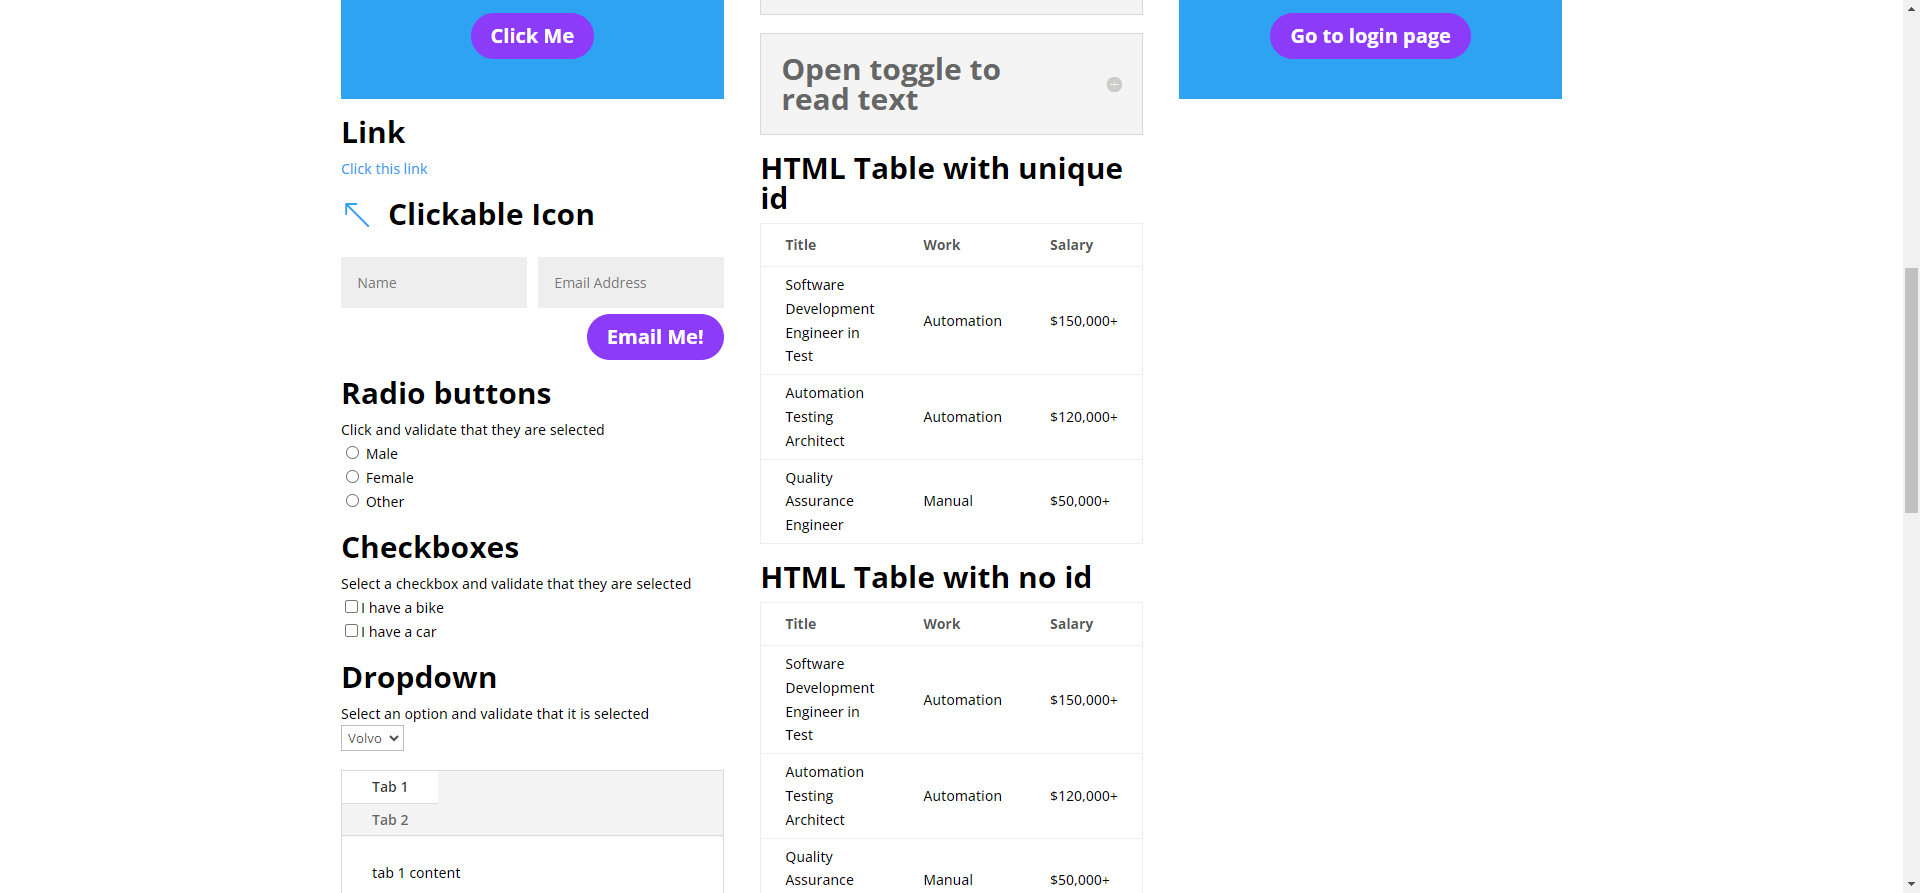 Click Me
Link
Click this link
Clickable Icon
Name
Email Address
Email Me!
Radio buttons
Click and validate that they are selected
Male
Female
Other
Checkboxes
Select a checkbox and validate that they are selected
I have a bike
I have a car
Dropdown
Select an option and validate that it is selected
Volvo
Tab 1
Tab 2
tab 1 content
Open toggle to
read text
HTML Table with unique
id
Title Work Salary
Software
Development
Engineer in
Test
Automation
$150,000+
Automation
Testing
Architect
Automation
$120,000+
Quality
Assurance
Engineer
Manual
$50,000+
HTML Table with no id
Title Work Salary
Software
Development
Engineer in
Test
Automation
$150,000+
Automation
Testing
Architect
Automation
$120,000+
Quality
Assurance
Manual
$50,000+
Go to login page